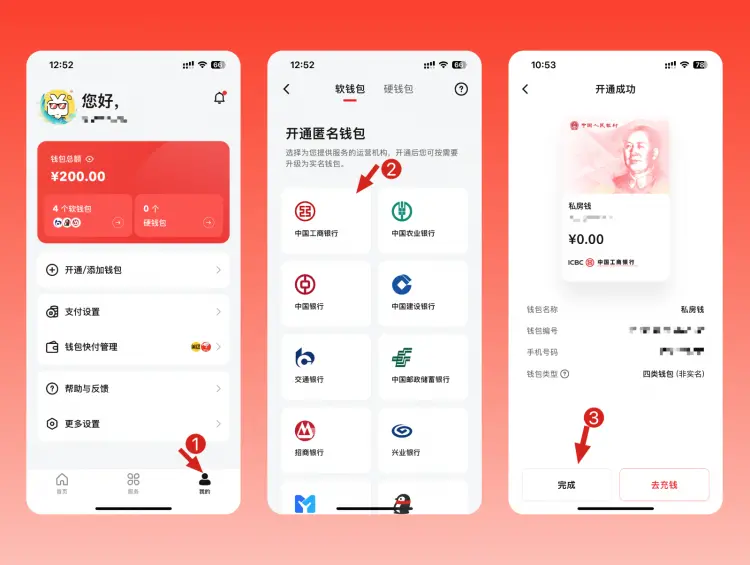 12:52
66
您好，
钱包总额
¥200.00
4 个软钱包
0 个
硬钱包
开通/添加钱包
支付设置
钱包快付管理
帮助与反馈
更多设置
1
首页
服务
我的
12:52
66
软钱包
硬钱包
开通匿名钱包
选择为您提供服务的运营机构，开通后您可按需要
升级为实名钱包。
2
中国工商银行
中国农业银行
中国银行
中国建设银行
交通银行
中国邮政储蓄银行
招商银行
兴业银行
10:53
78
开通成功
中国人民银行
私房钱
¥0.00
ICBC 中国工商银行
钱包名称
私房钱
钱包编号
手机号码
钱包类型
四类钱包 (非实名)
3
完成
去充钱